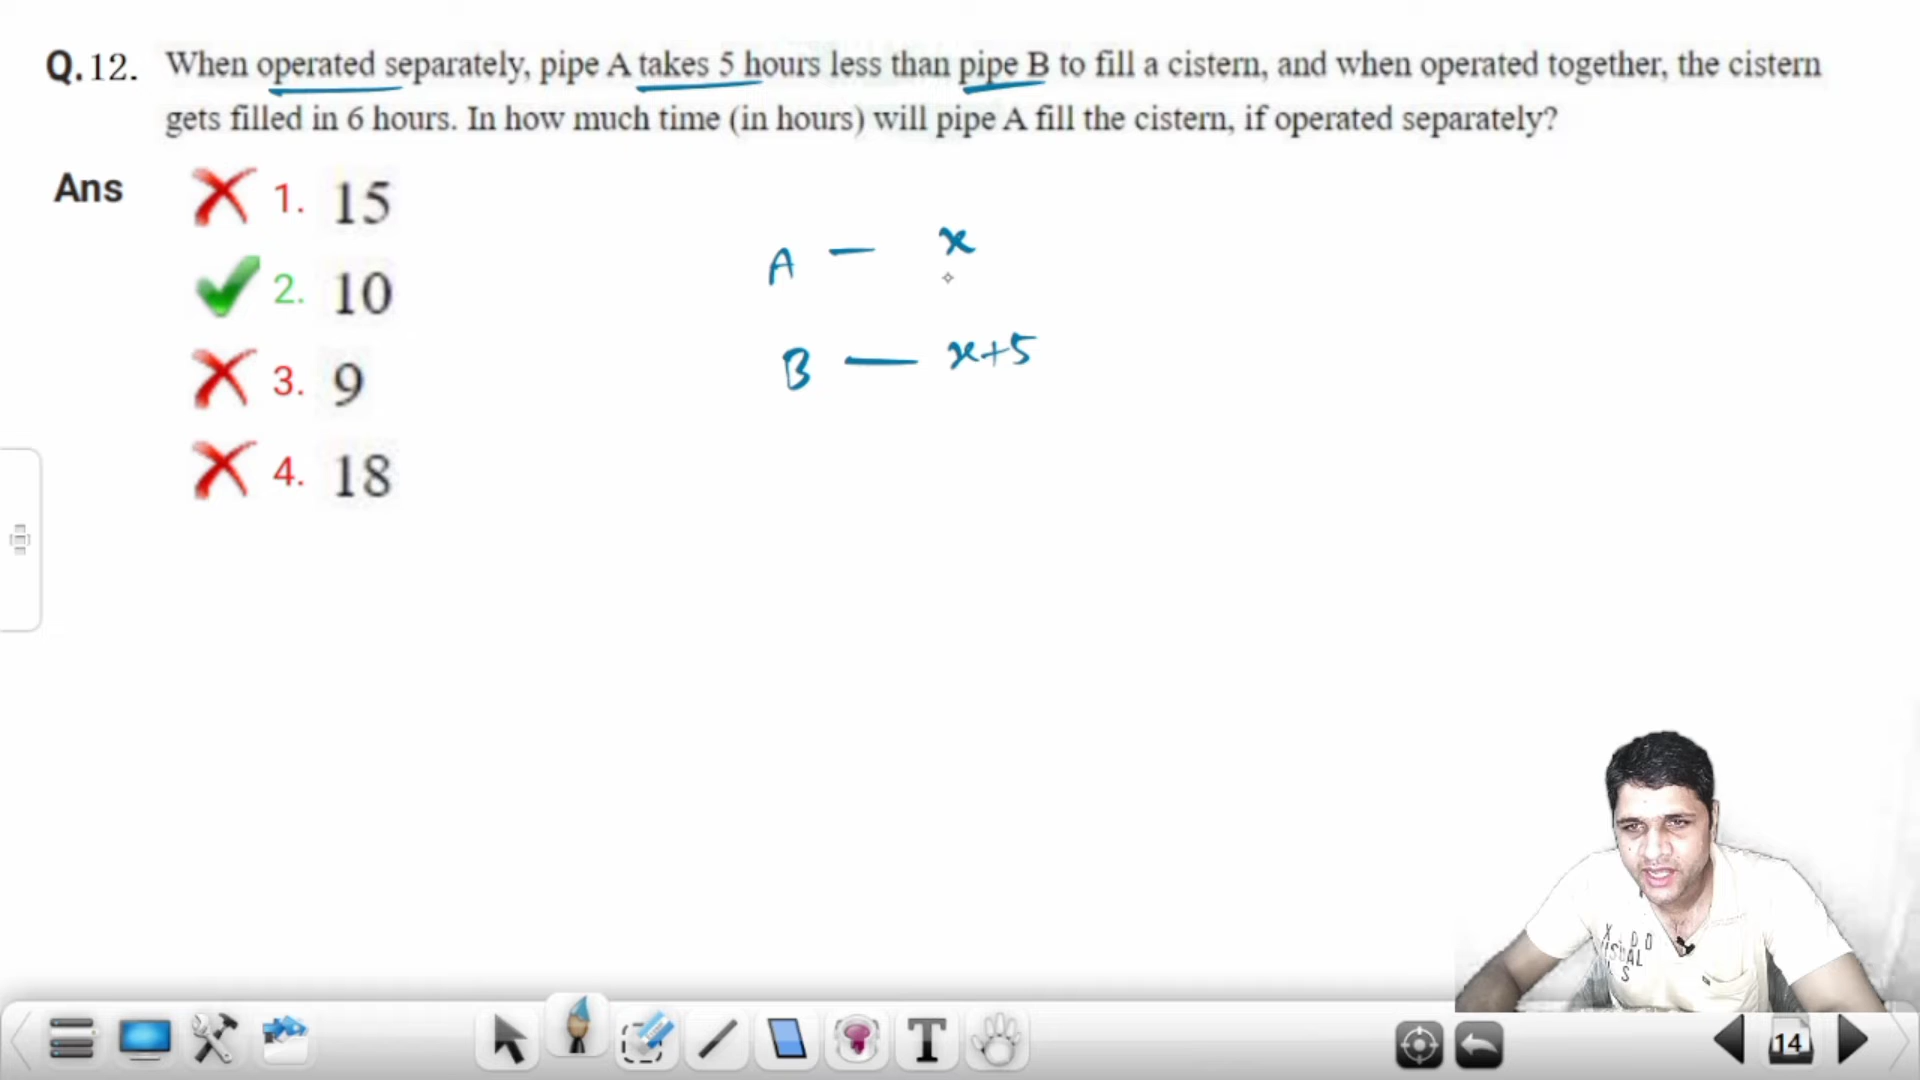 Q.12. When operated separately, pipe A takes 5 hours less than pipe B to fill a cistern, and when operated together, the cistern
gets filled in 6 hours. In how much time (in hours) will pipe A fill the cistern, if operated separately?
Ans
1. 15
2. 10
3. 9
4. 18
A — x
B — x+5
T
14